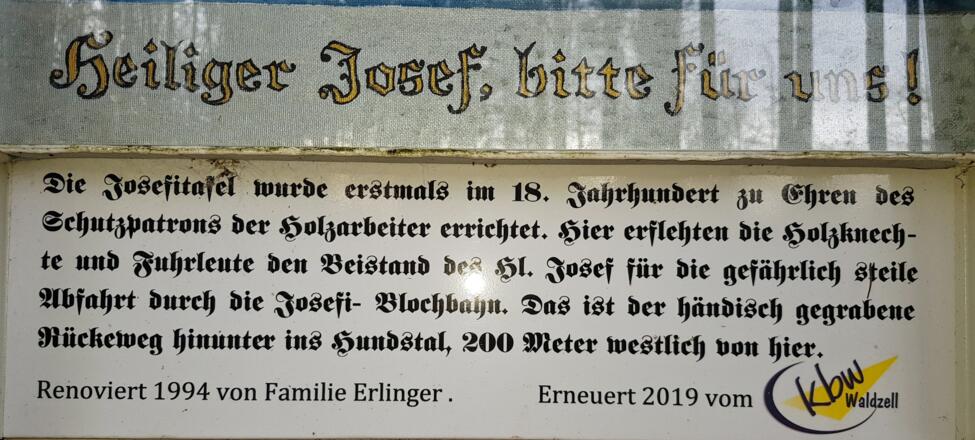 Heiliger Josef, bitte für uns!
Die Josefitafel wurde erstmals im 18. Jahrhundert zu Ehren des
Schutzpatrons der Holzarbeiter errichtet. Hier erflehten die Holzknech-
te und Fuhrleute den Beistand des Hl. Josef für die gefährlich steile
Abfahrt durch die Josefi- Blochbahn. Das ist der händisch gegrabene
Rückeweg hinunter ins Hundstal, 200 Meter westlich von hier.
Renoviert 1994 von Familie Erlinger . Erneuert 2019 vom kbw Waldzell